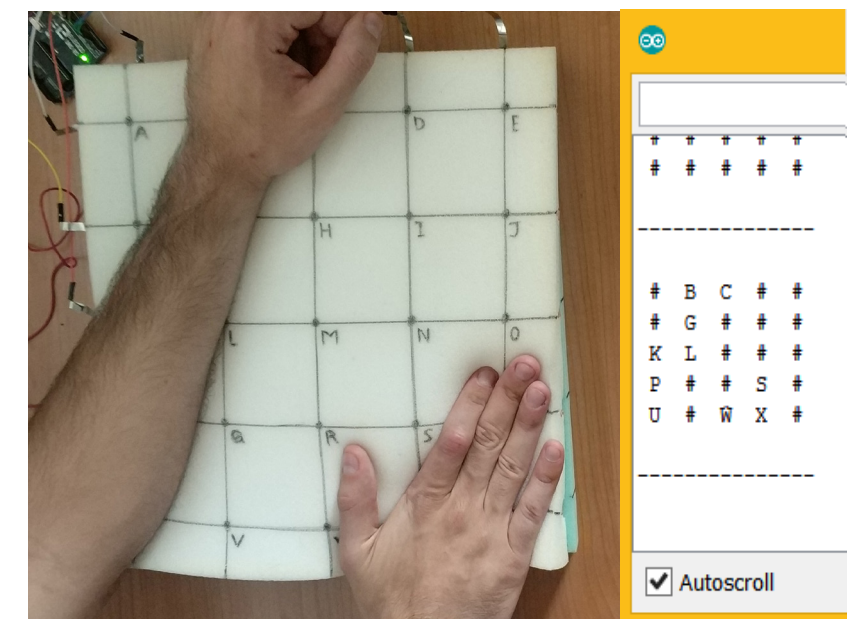 A D E
H I J
L M N O
Q R S
V
# # # # #
# # # # #
---------------
# B C # #
# G # # #
K L # # #
P # # S #
U # W X #
---------------
Autoscroll